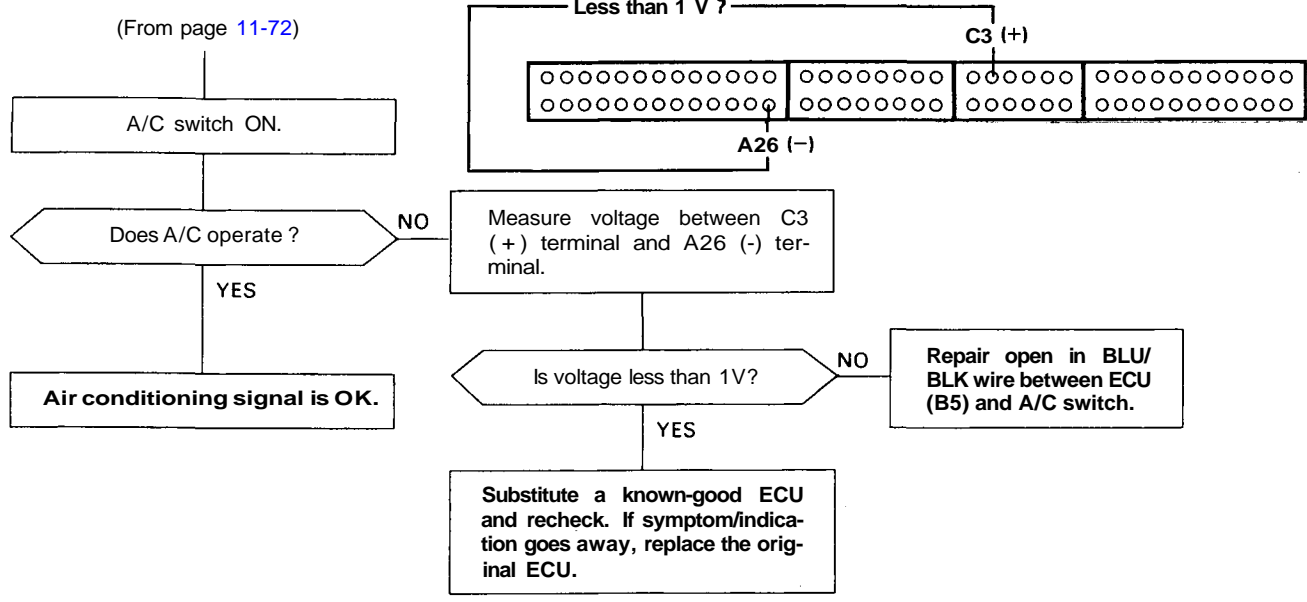 (From page 11-72)
Less than 1 V ?
C3 (+)
A26 (−)
A/C switch ON.
Does A/C operate ?
NO
YES
Measure voltage between C3
( + ) terminal and A26 (-) ter-
minal.
Air conditioning signal is OK.
Is voltage less than 1V?
NO
YES
Repair open in BLU/
BLK wire between ECU
(B5) and A/C switch.
Substitute a known-good ECU
and recheck. If symptom/indica-
tion goes away, replace the orig-
inal ECU.